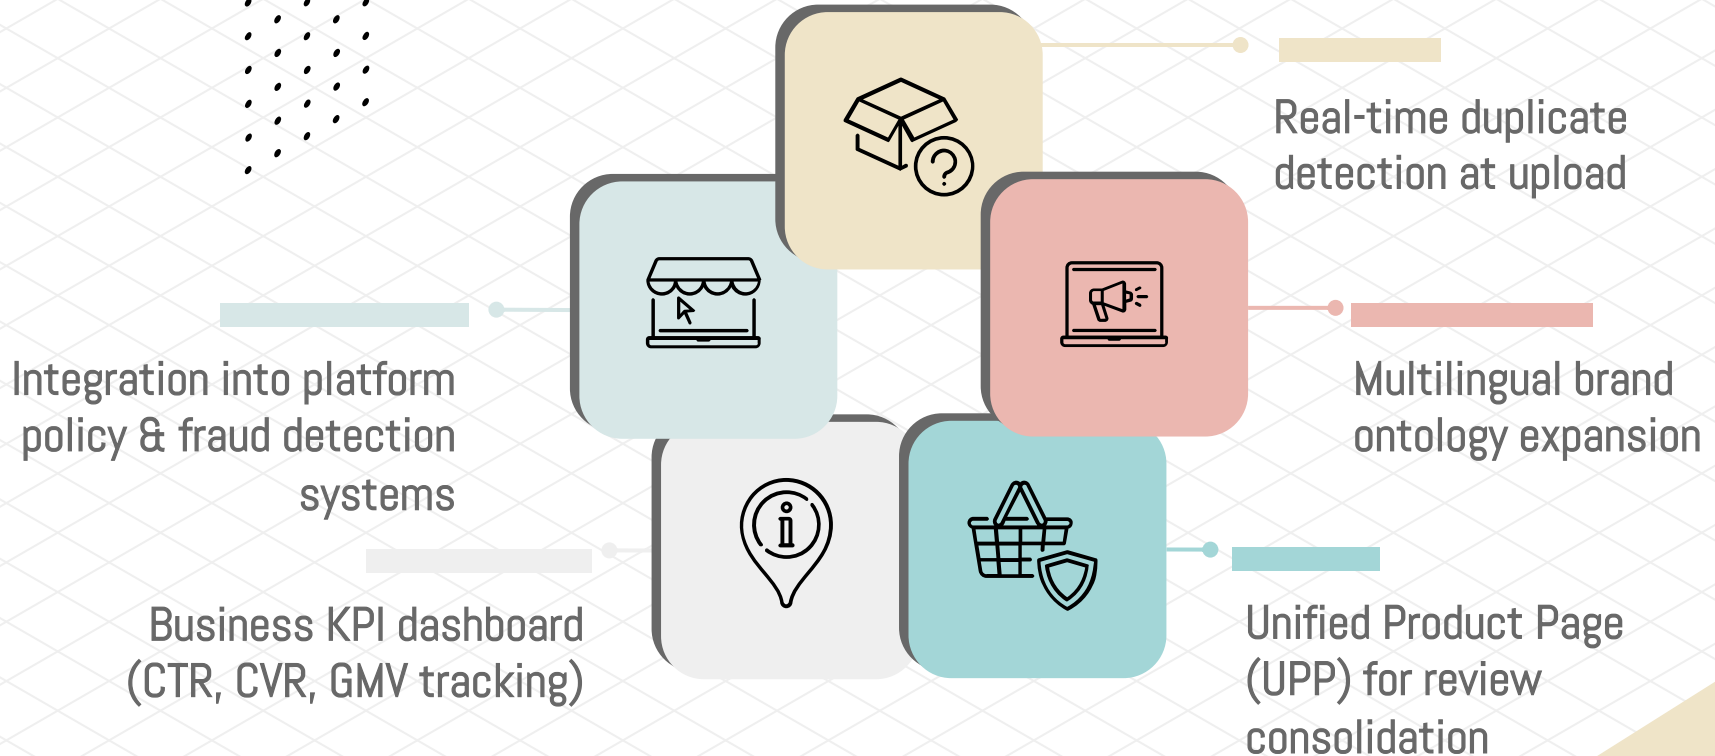 Real-time duplicate
detection at upload
Integration into platform
policy & fraud detection
systems
Multilingual brand
ontology expansion
Business KPI dashboard
(CTR, CVR, GMV tracking)
Unified Product Page
(UPP) for review
consolidation